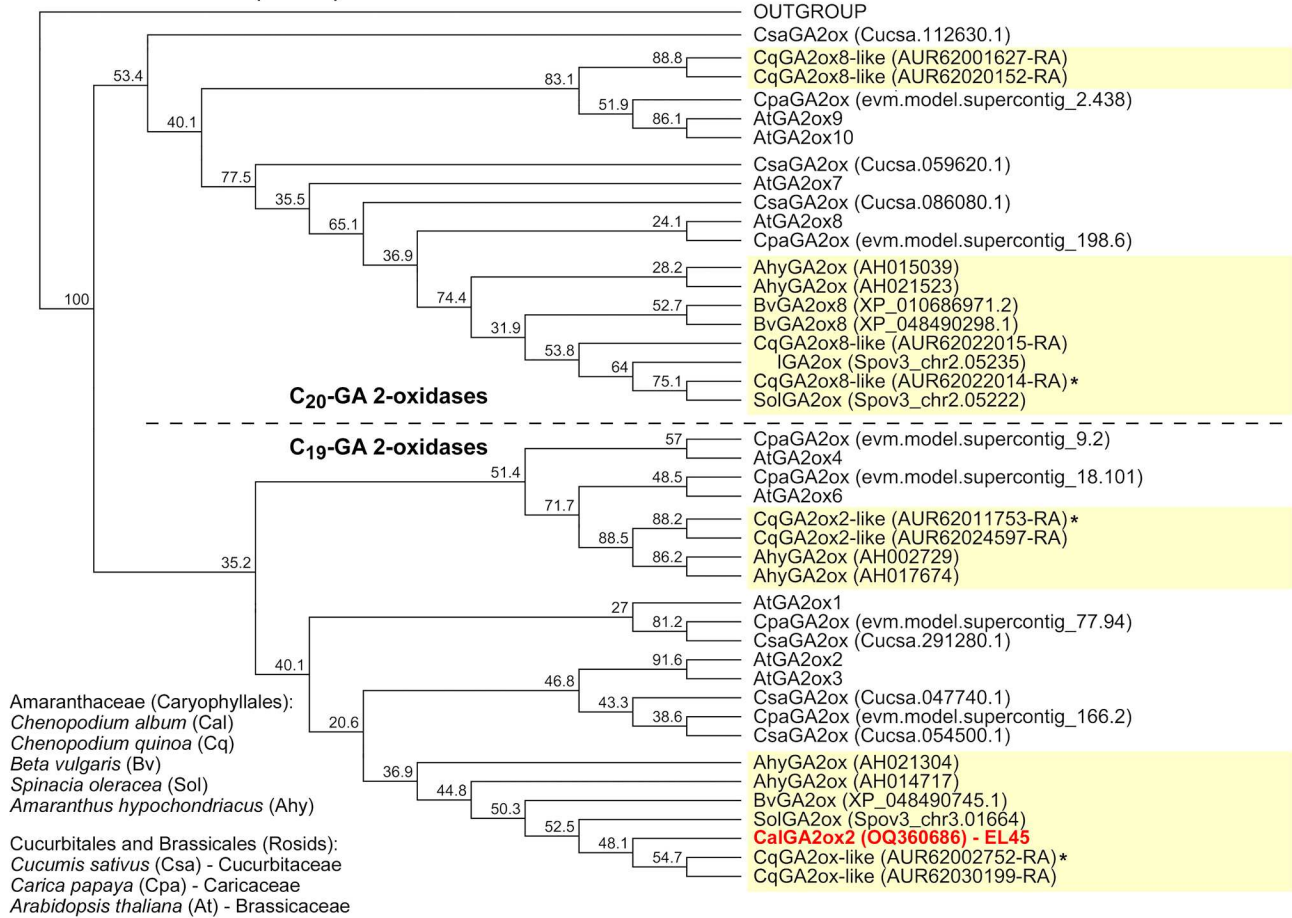 OUTGROUP
CsaGA2ox (Cucsa.112630.1)
CqGA2ox8-like (AUR62001627-RA)
CqGA2ox8-like (AUR62020152-RA)
CpaGA2ox (evm.model.supercontig_2.438)
AtGA2ox9
AtGA2ox10
CsaGA2ox (Cucsa.059620.1)
AtGA2ox7
CsaGA2ox (Cucsa.086080.1)
AtGA2ox8
CpaGA2ox (evm.model.supercontig_198.6)
AhyGA2ox (AH015039)
AhyGA2ox (AH021523)
BvGA2ox8 (XP_010686971.2)
BvGA2ox8 (XP_048490298.1)
CqGA2ox8-like (AUR62022015-RA)
lGA2ox (Spov3_chr2.05235)
CqGA2ox8-like (AUR62022014-RA)*
SolGA2ox (Spov3_chr2.05222)
53.4
88.8
83.1
51.9
86.1
40.1
77.5
35.5
65.1
24.1
36.9
28.2
74.4
52.7
31.9
53.8
64
75.1
100
C20-GA 2-oxidases
C19-GA 2-oxidases
CpaGA2ox (evm.model.supercontig_9.2)
AtGA2ox4
CpaGA2ox (evm.model.supercontig_18.101)
AtGA2ox6
CqGA2ox2-like (AUR62011753-RA)*
CqGA2ox2-like (AUR62024597-RA)
AhyGA2ox (AH002729)
AhyGA2ox (AH017674)
AtGA2ox1
CpaGA2ox (evm.model.supercontig_77.94)
CsaGA2ox (Cucsa.291280.1)
AtGA2ox2
AtGA2ox3
CsaGA2ox (Cucsa.047740.1)
CpaGA2ox (evm.model.supercontig_166.2)
CsaGA2ox (Cucsa.054500.1)
AhyGA2ox (AH021304)
AhyGA2ox (AH014717)
BvGA2ox (XP_048490745.1)
SolGA2ox (Spov3_chr3.01664)
CalGA2ox2 (OQ360686) - EL45
CqGA2ox-like (AUR62002752-RA)*
CqGA2ox-like (AUR62030199-RA)
57
51.4
48.5
71.7
88.2
88.5
86.2
35.2
27
81.2
40.1
91.6
46.8
43.3
38.6
20.6
36.9
44.8
50.3
52.5
48.1
54.7
Amaranthaceae (Caryophyllales):
Chenopodium album (Cal)
Chenopodium quinoa (Cq)
Beta vulgaris (Bv)
Spinacia oleracea (Sol)
Amaranthus hypochondriacus (Ahy)
Cucurbitales and Brassicales (Rosids):
Cucumis sativus (Csa) - Cucurbitaceae
Carica papaya (Cpa) - Caricaceae
Arabidopsis thaliana (At) - Brassicaceae